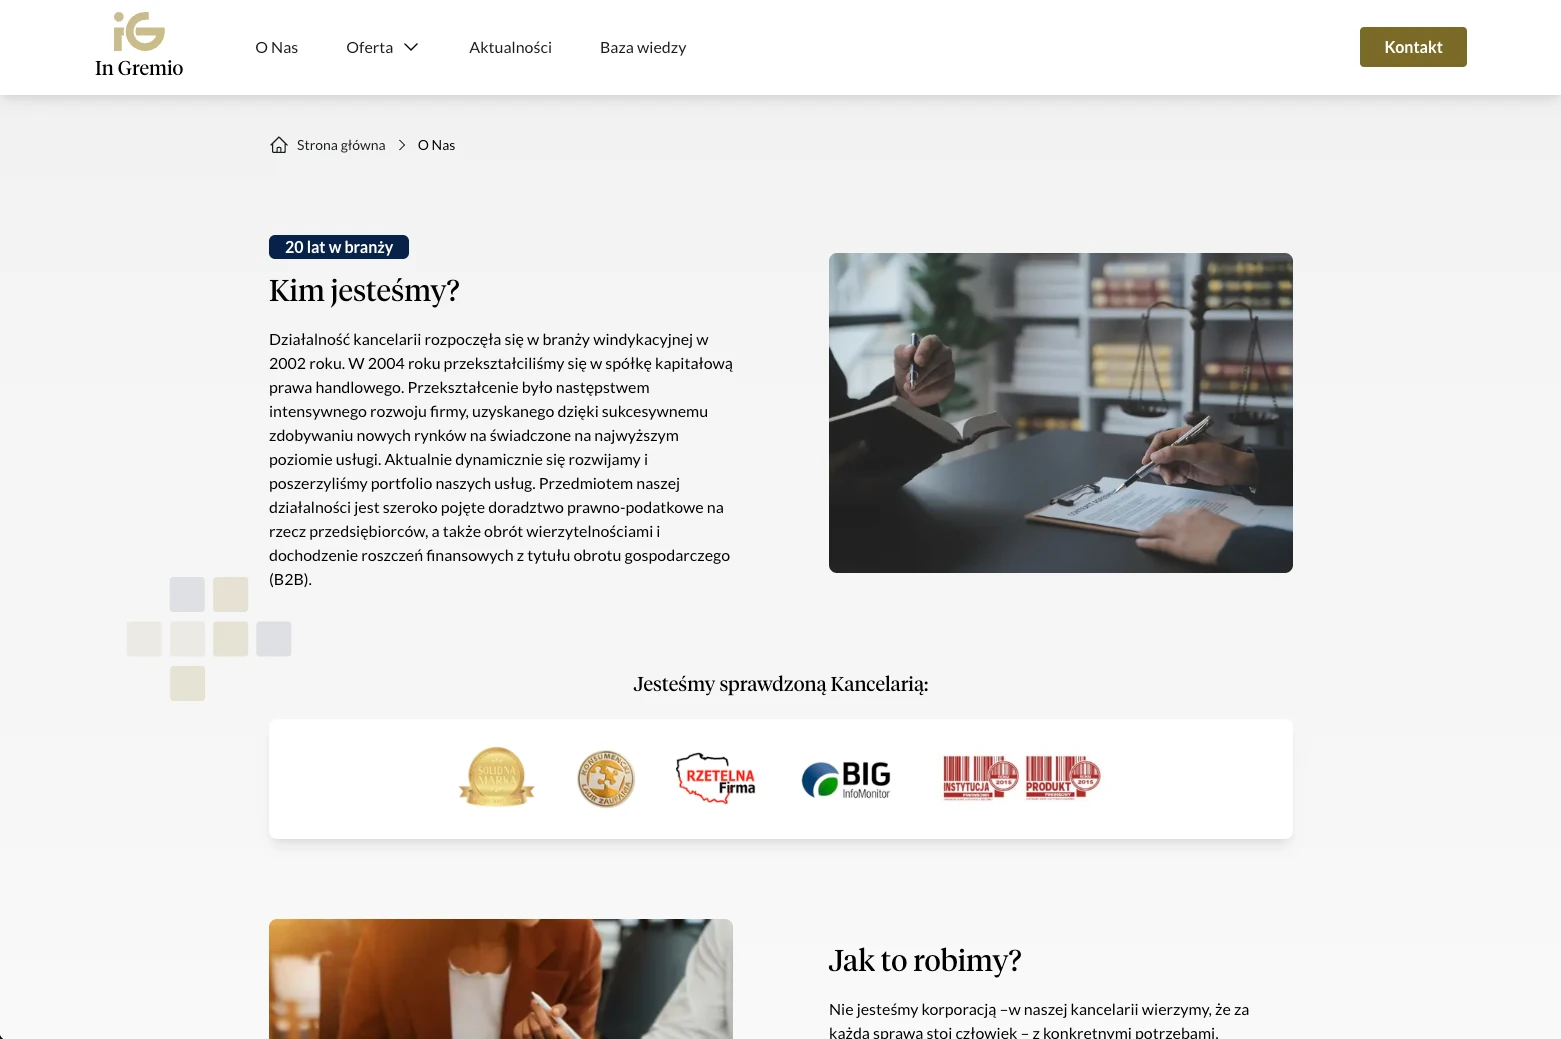 iG
In Gremio
O Nas
Oferta
Aktualności
Baza wiedzy
Kontakt
Strona główna
O Nas
20 lat w branży
Kim jesteśmy?
Działalność kancelarii rozpoczęła się w branży windykacyjnej w
2002 roku. W 2004 roku przekształciliśmy się w spółkę kapitałową
prawa handlowego. Przekształcenie było następstwem
intensywnego rozwoju firmy, uzyskanego dzięki sukcesywnemu
zdobywaniu nowych rynków na świadczone na najwyższym
poziomie usługi. Aktualnie dynamicznie się rozwijamy i
poszerzyliśmy portfolio naszych usług. Przedmiotem naszej
działalności jest szeroko pojęte doradztwo prawno-podatkowe na
rzecz przedsiębiorców, a także obrót wierzytelnościami i
dochodzenie roszczeń finansowych z tytułu obrotu gospodarczego
(B2B).
Jesteśmy sprawdzoną Kancelarią:
SOLIDNA
MARKA
KONSUMENCKI
LAUR ZAUFANIA
RZETELNA
Firma
BIG
InfoMonitor
INSTYTUCJA
2015
PRODUKT
2015
Jak to robimy?
Nie jesteśmy korporacją –w naszej kancelarii wierzymy, że za
każdą sprawą stoi człowiek – z konkretnymi potrzebami,